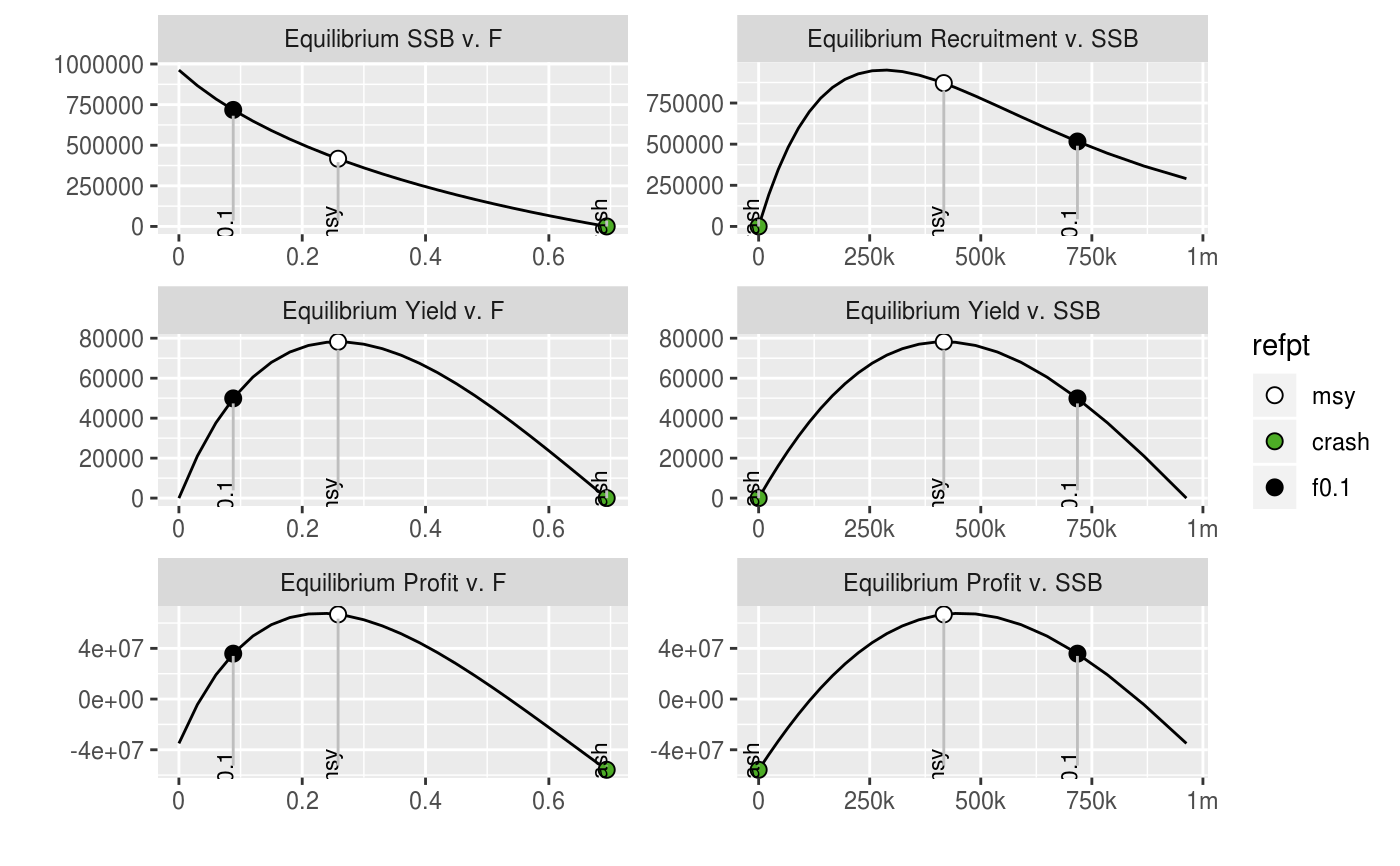 Equilibrium SSB v. F
1000000
750000
500000
250000
0
0.1
msy
0
0.2
0.4
0.6
Equilibrium Recruitment v. SSB
750000
500000
250000
0
msy
0.1
0
250k
500k
750k
1m
Equilibrium Yield v. F
80000
60000
40000
20000
0
0.1
msy
0
0.2
0.4
0.6
Equilibrium Yield v. SSB
80000
60000
40000
20000
0
msy
0.1
0
250k
500k
750k
1m
Equilibrium Profit v. F
4e+07
0e+00
-4e+07
0.1
msy
ash
0
0.2
0.4
0.6
Equilibrium Profit v. SSB
4e+07
0e+00
-4e+07
msy
0.1
0
250k
500k
750k
1m
refpt
msy
crash
f0.1